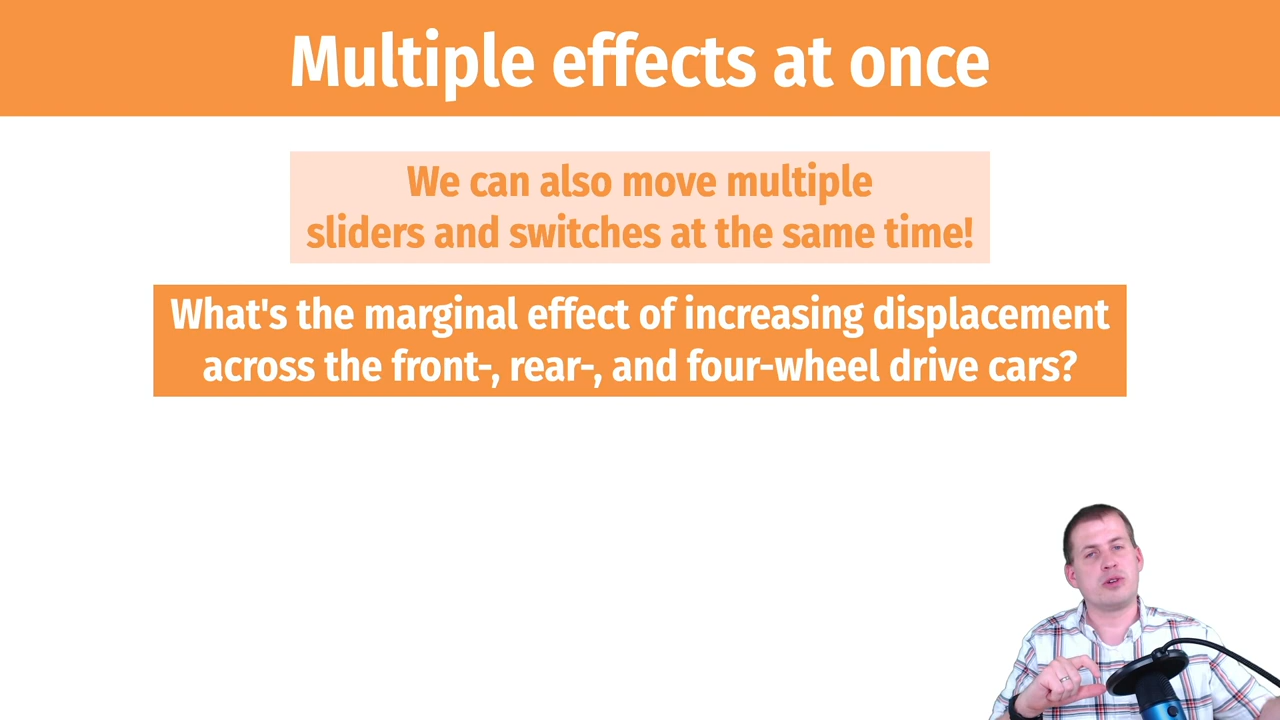 Multiple effects at once
We can also move multiple
sliders and switches at the same time!
What's the marginal effect of increasing displacement
across the front-, rear-, and four-wheel drive cars?